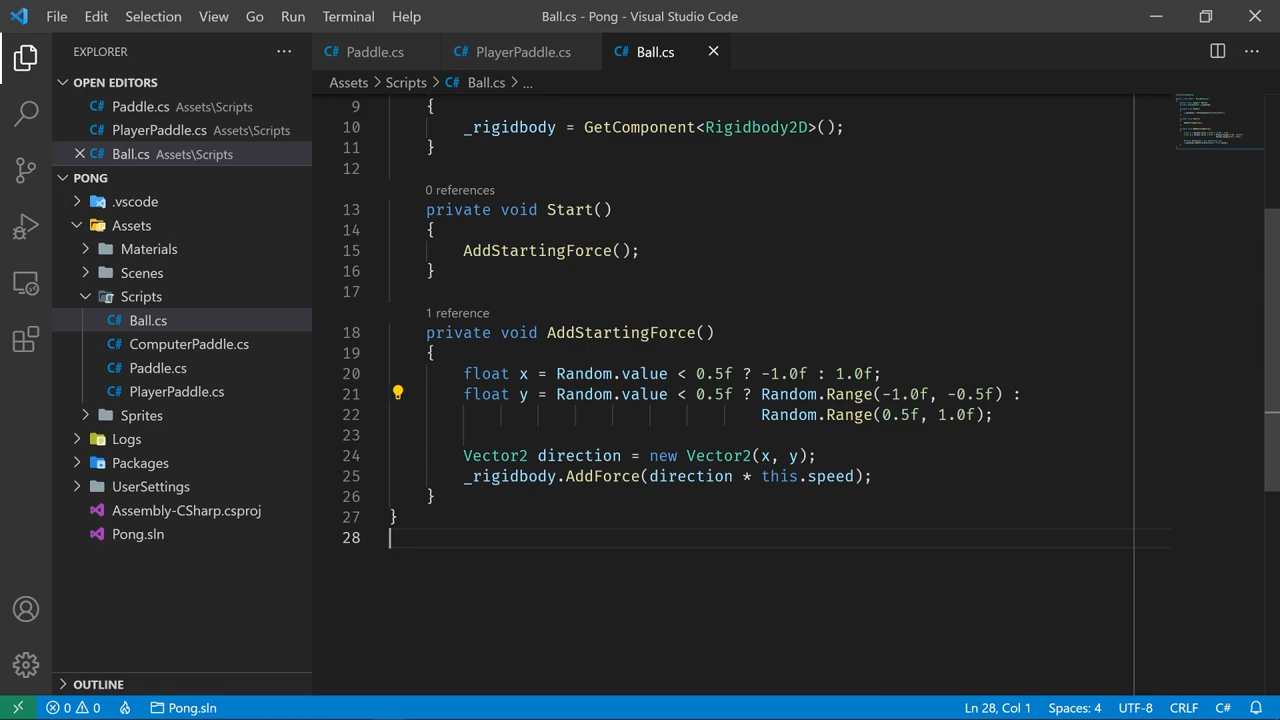 File Edit Selection View Go Run Terminal Help
Ball.cs - Pong - Visual Studio Code
EXPLORER
Paddle.cs
PlayerPaddle.cs
Ball.cs
OPEN EDITORS
Paddle.cs Assets\Scripts
PlayerPaddle.cs Assets\Scripts
Ball.cs Assets\Scripts
PONG
.vscode
Assets
Materials
Scenes
Scripts
Ball.cs
ComputerPaddle.cs
Paddle.cs
PlayerPaddle.cs
Sprites
Logs
Packages
UserSettings
Assembly-CSharp.csproj
Pong.sln
OUTLINE
Assets > Scripts > Ball.cs > ...
9 {
10 _rigidbody = GetComponent<Rigidbody2D>();
11 }
12
0 references
13 private void Start()
14 {
15 AddStartingForce();
16 }
17
1 reference
18 private void AddStartingForce()
19 {
20 float x = Random.value < 0.5f ? -1.0f : 1.0f;
21 float y = Random.value < 0.5f ? Random.Range(-1.0f, -0.5f) :
22 Random.Range(0.5f, 1.0f);
23
24 Vector2 direction = new Vector2(x, y);
25 _rigidbody.AddForce(direction * this.speed);
26 }
27 }
28
0 0 Pong.sln
Ln 28, Col 1 Spaces: 4 UTF-8 CRLF C#